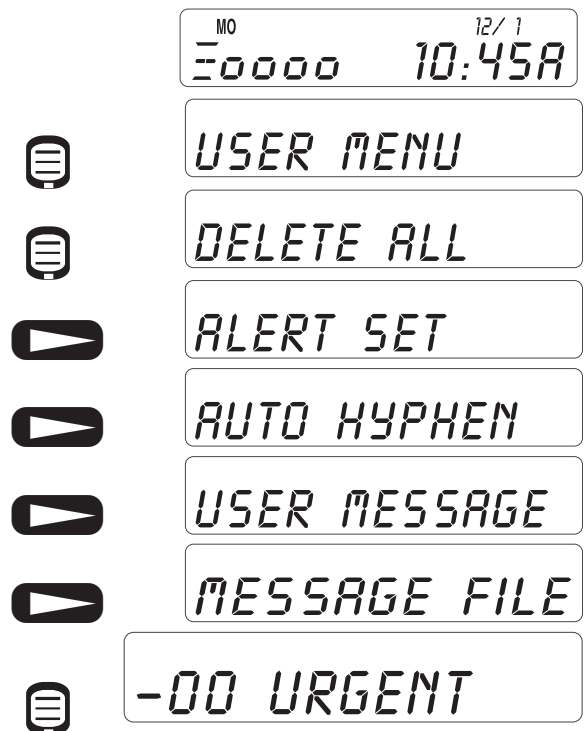 MO 12/ 1
oooo 10:45A
USER MENU
DELETE ALL
ALERT SET
AUTO HYPHEN
USER MESSAGE
MESSAGE FILE
-00 URGENT